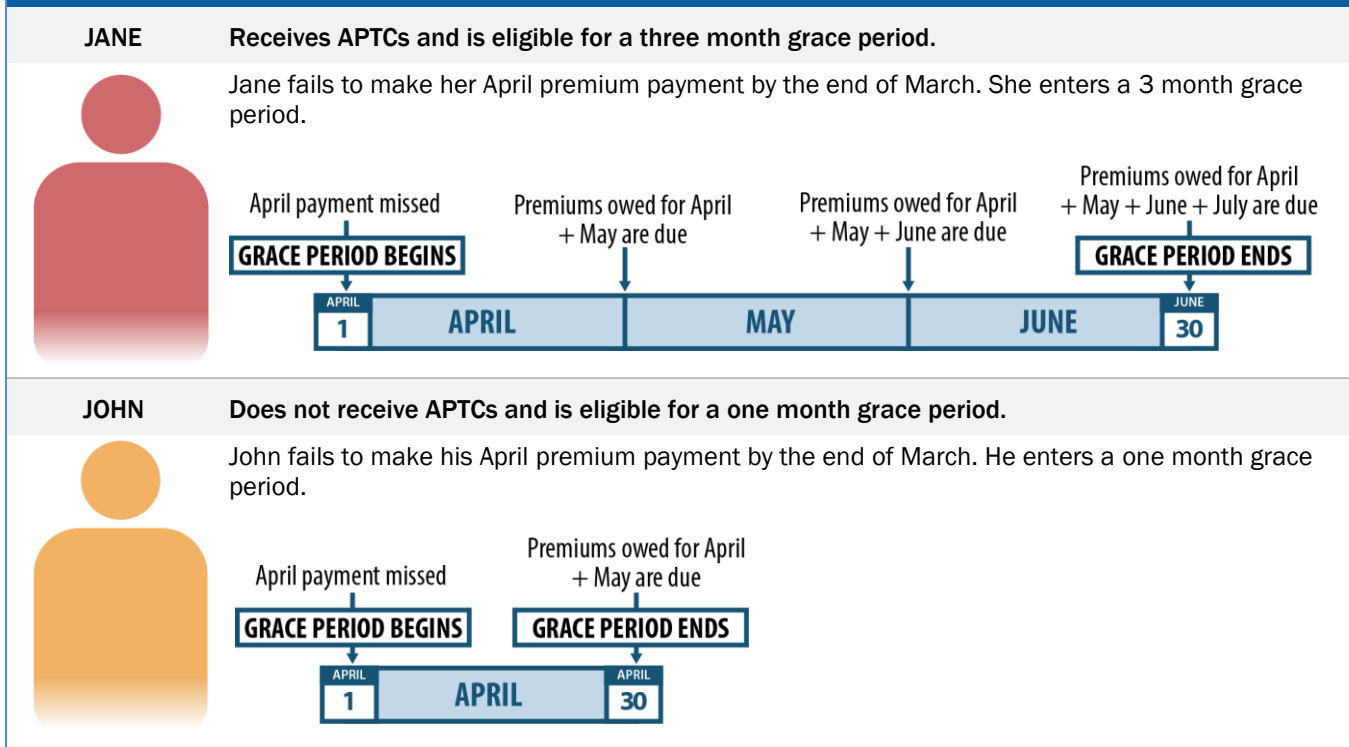 JANE Receives APTCs and is eligible for a three month grace period.
Jane fails to make her April premium payment by the end of March. She enters a 3 month grace
period.
April payment missed
GRACE PERIOD BEGINS
Premiums owed for April
+ May are due
Premiums owed for April
+ May + June are due
Premiums owed for April
+ May + June + July are due
GRACE PERIOD ENDS
APRIL
1
APRIL
MAY
JUNE
JUNE
30
JOHN Does not receive APTCs and is eligible for a one month grace period.
John fails to make his April premium payment by the end of March. He enters a one month grace
period.
April payment missed
GRACE PERIOD BEGINS
Premiums owed for April
+ May are due
GRACE PERIOD ENDS
APRIL
1
APRIL
APRIL
30